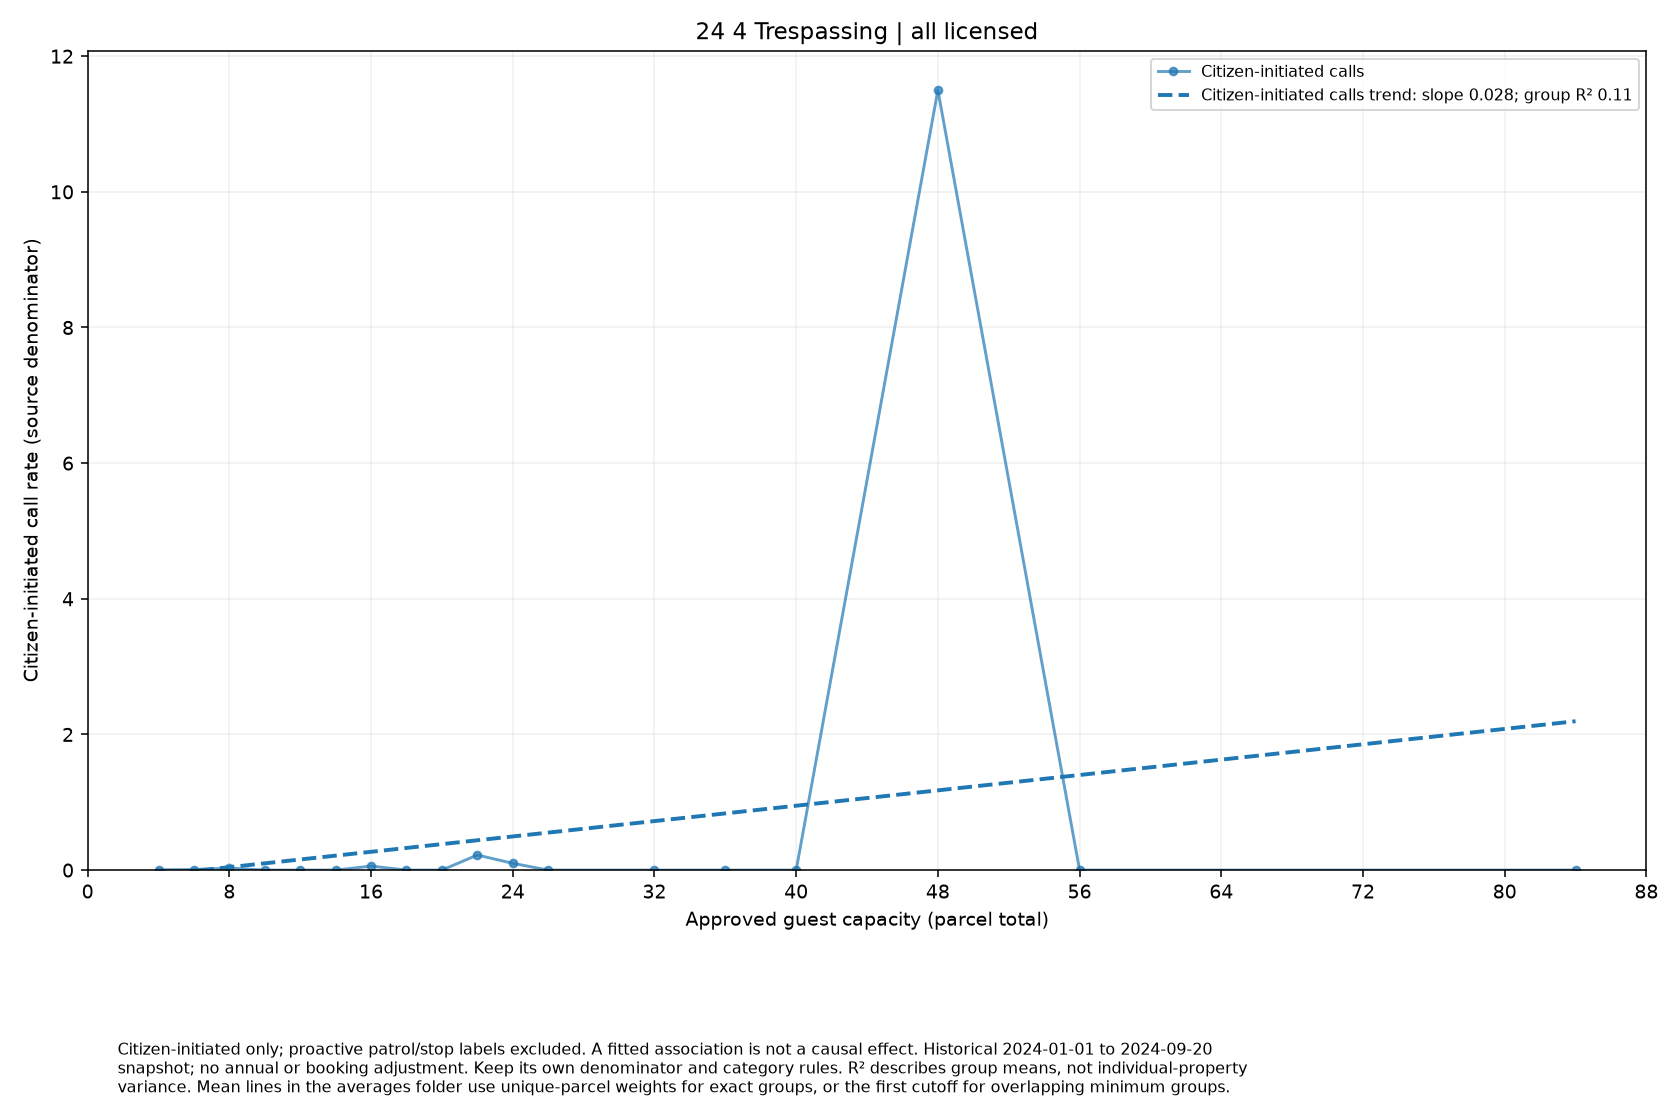 24 4 Trespassing | all licensed
Citizen-initiated calls
Citizen-initiated calls trend: slope 0.028; group R² 0.11
Citizen-initiated call rate (source denominator)
12
10
8
6
4
2
0
0 8 16 24 32 40 48 56 64 72 80 88
Approved guest capacity (parcel total)
Citizen-initiated only; proactive patrol/stop labels excluded. A fitted association is not a causal effect. Historical 2024-01-01 to 2024-09-20
snapshot; no annual or booking adjustment. Keep its own denominator and category rules. R² describes group means, not individual-property
variance. Mean lines in the averages folder use unique-parcel weights for exact groups, or the first cutoff for overlapping minimum groups.